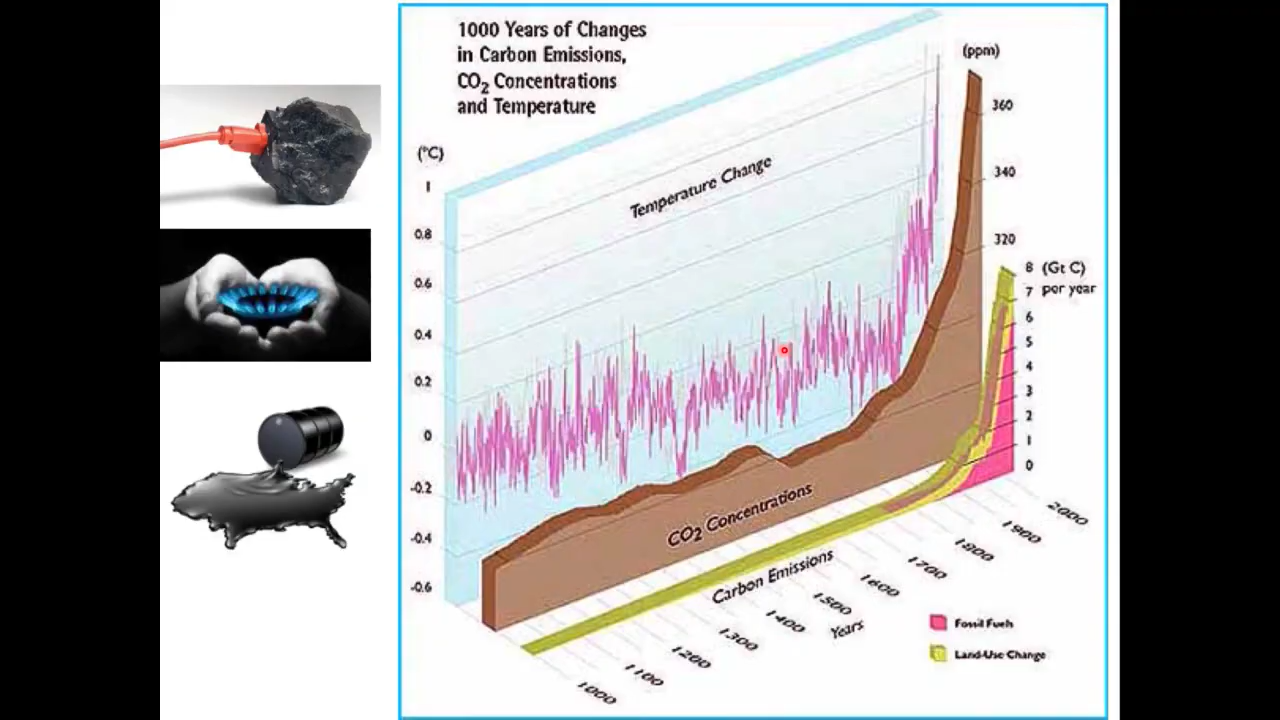 1000 Years of Changes
in Carbon Emissions,
CO2 Concentrations
and Temperature
(°C)
1
0.8
0.6
0.4
0.2
0
-0.2
-0.4
-0.6
Temperature Change
(ppm)
360
340
320
8 (Gt C)
per year
7
6
5
4
3
2
1
0
CO2 Concentrations
Carbon Emissions
1000
1100
1200
1300
1400
1500
1600
1700
1800
1900
2000
Years
Fossil Fuels
Land-Use Change